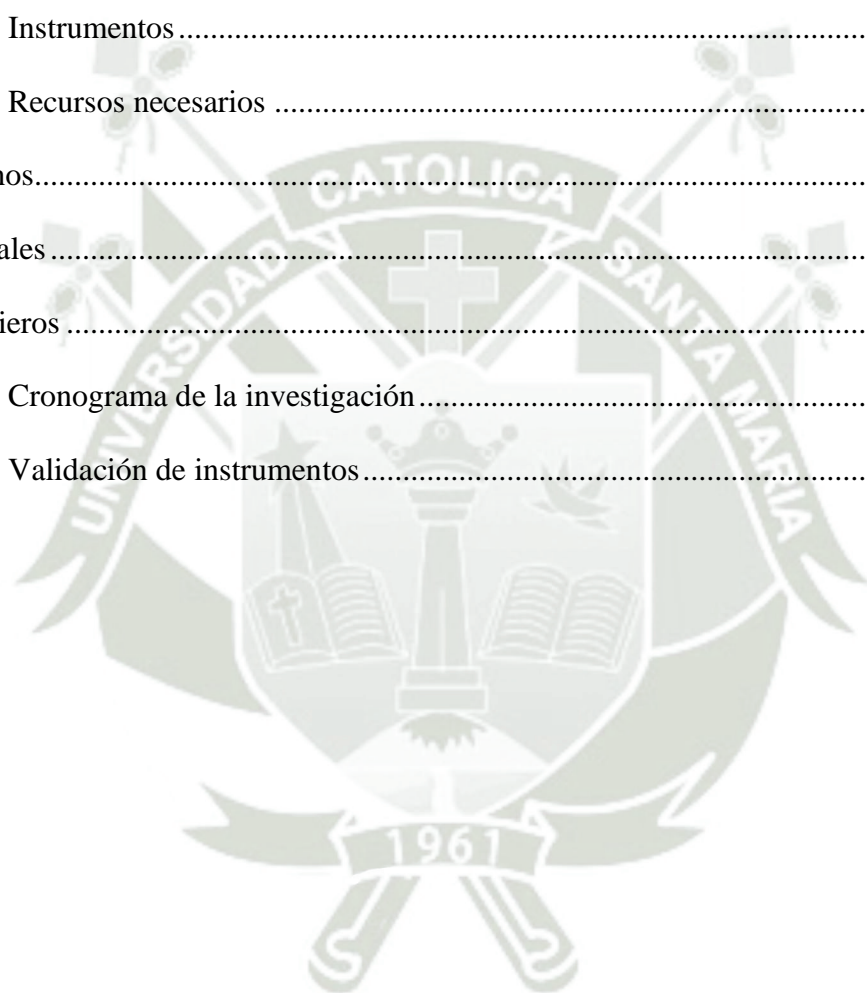 Instrumentos...............................................................................................
Recursos necesarios ..........................................................................
nos.........................................................................................................
ales.......................................................................................................
ieros.....................................................................................................
Cronograma de la investigación........................................................
Validación de instrumentos...............................................................
UNIVERSIDAD CATOLICA SANTA MARIA
1961